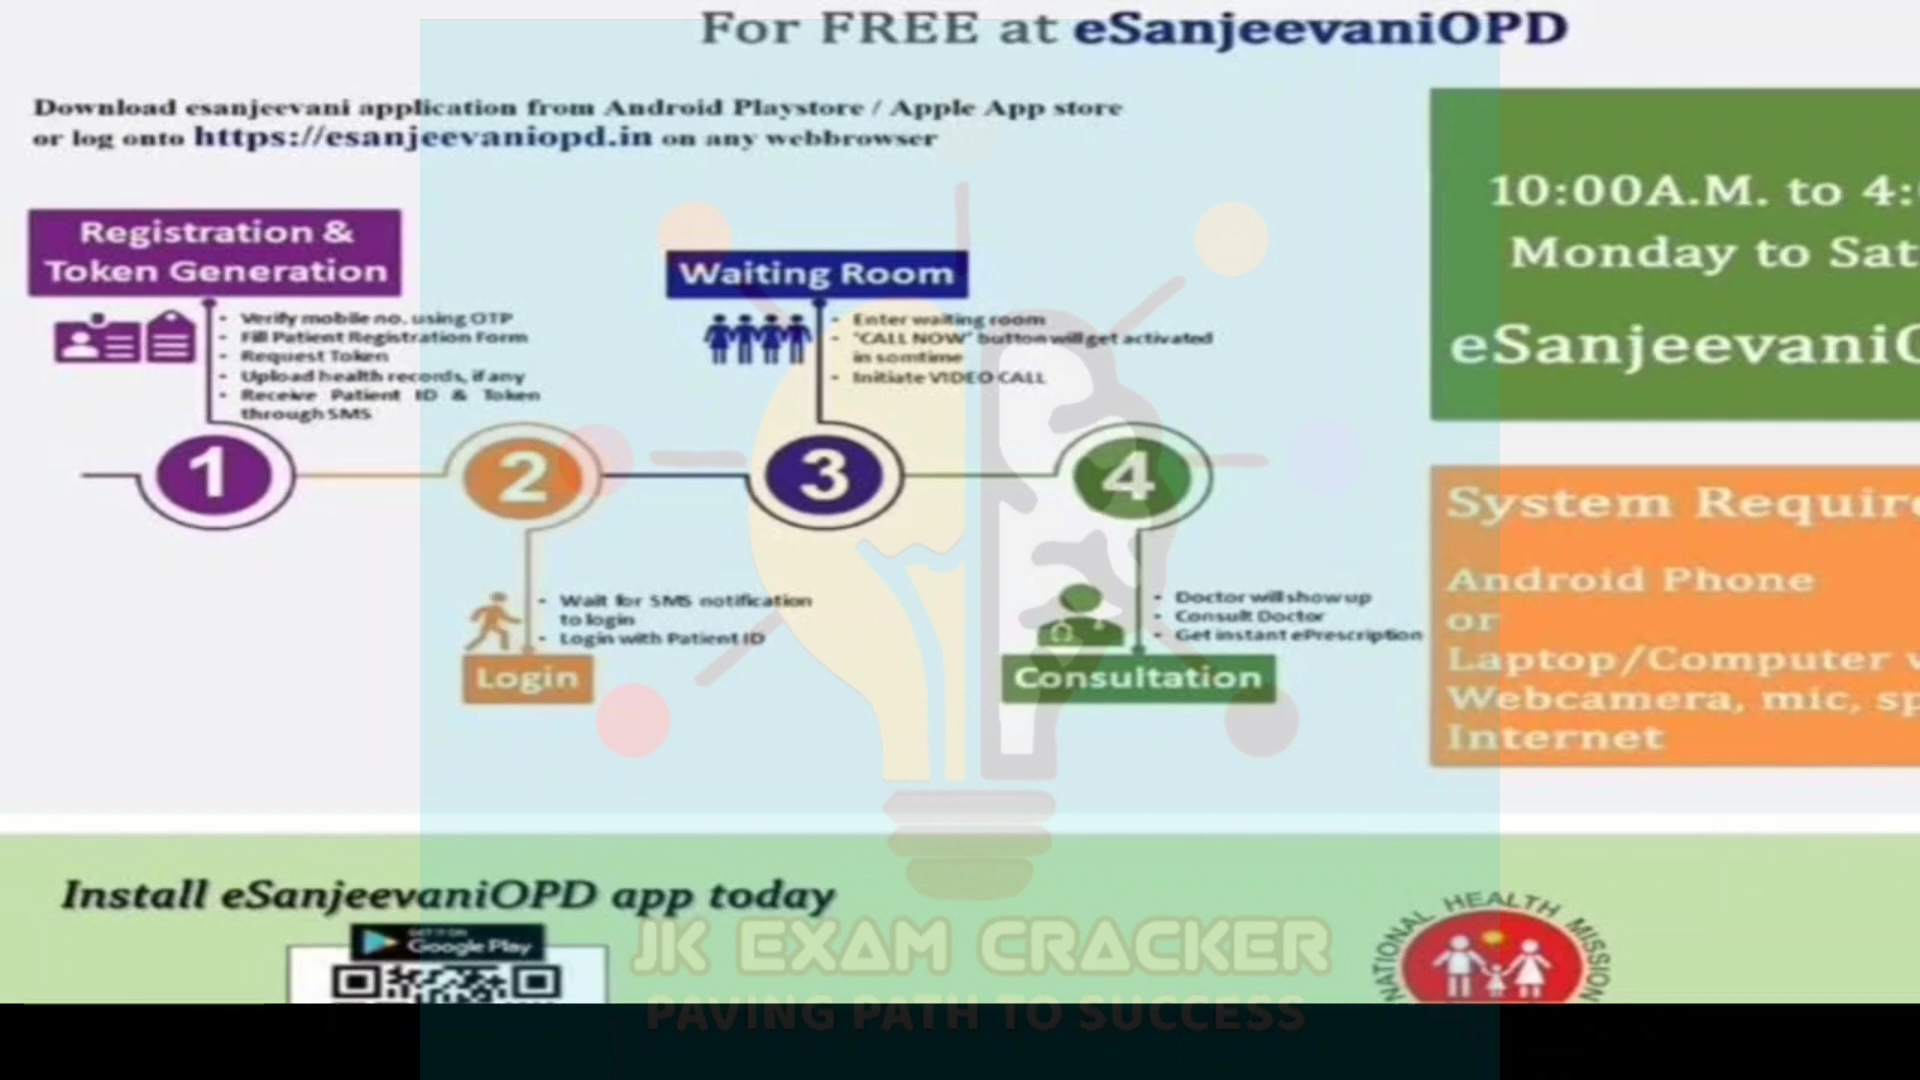 For FREE at eSanjeevaniOPD
Download esanjeevani application from Android Playstore / Apple App store
or log onto https://esanjeevaniopd.in on any webbrowser
Registration &
Token Generation
• Verify mobile no. using OTP
• Fill Patient Registration Form
• Request Token
• Upload health records, if any
• Receive Patient ID & Token
through SMS
Waiting Room
• Enter waiting room
• "CALL NOW" button will get activated
in somtime
• Initiate VIDEO CALL
1
2
3
4
• Wait for SMS notification
to login
• Login with Patient ID
Login
• Doctor will show up
• Consult Doctor
• Get instant ePrescription
Consultation
10:00A.M. to 4:
Monday to Sat
eSanjeevani
System Require
Android Phone
or
Laptop/Computer
Webcamera, mic, sp
Internet
Install eSanjeevaniOPD app today
GET IT ON
Google Play
NATIONAL HEALTH MISSION
JK EXAM CRACKER
PAVING PATH TO SUCCESS